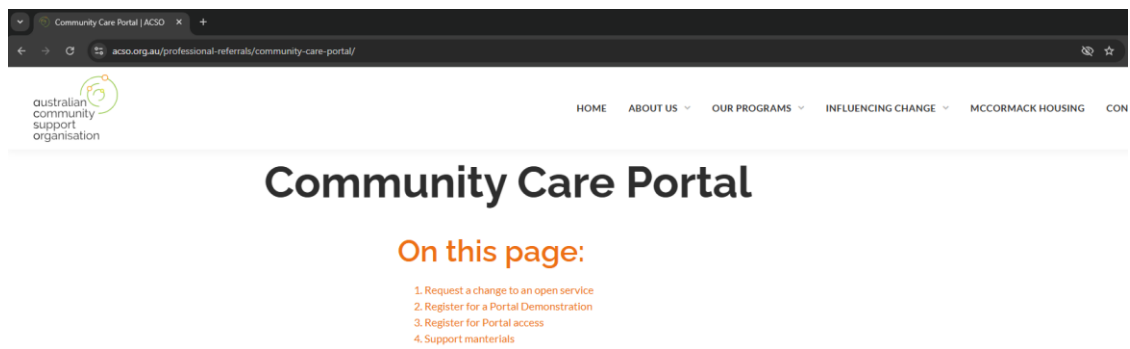 Community Care Portal | ACSO
acso.org.au/professional-referrals/community-care-portal/
australian
community
support
organisation
HOME ABOUT US OUR PROGRAMS INFLUENCING CHANGE MCCORMACK HOUSING CON
Community Care Portal
On this page:
1. Request a change to an open service
2. Register for a Portal Demonstration
3. Register for Portal access
4. Support manterials